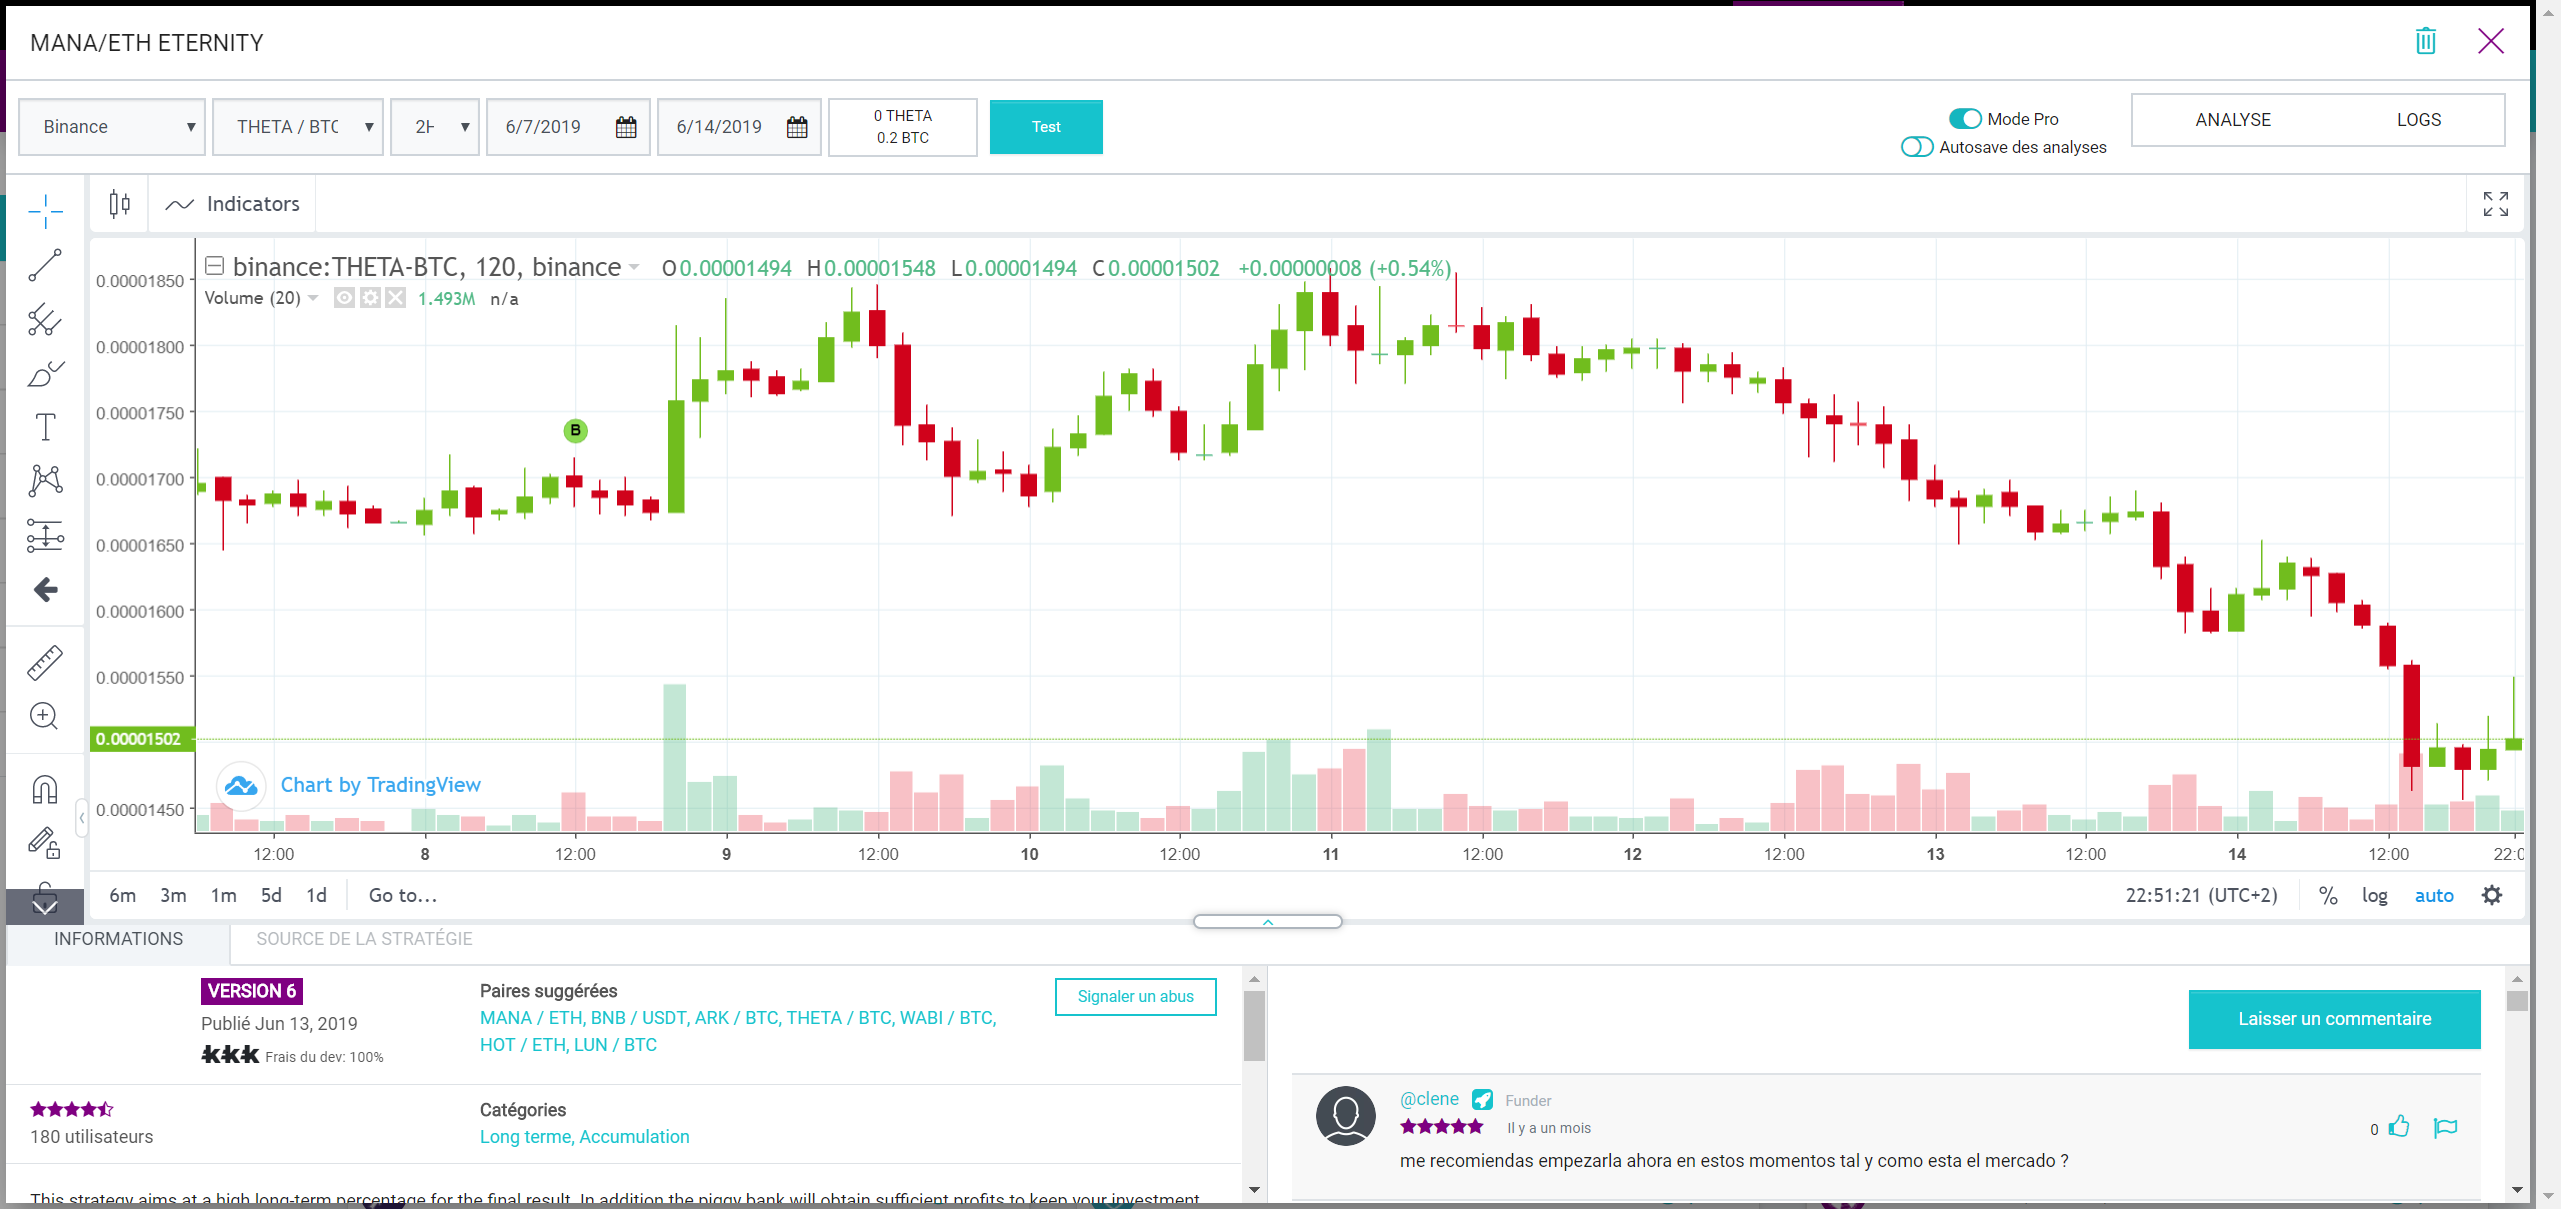 MANA/ETH ETERNITY
Binance
THETA / BTC
2H
6/7/2019
6/14/2019
0 THETA
0.2 BTC
Test
Mode Pro
Autosave des analyses
ANALYSE
LOGS
Indicators
binance:THETA-BTC, 120, binance O0.00001494 H0.00001548 L0.00001494 C0.00001502 +0.00000008 (+0.54%)
Volume (20) 1.493M n/a
0.00001850
0.00001800
0.00001750
0.00001700
0.00001650
0.00001600
0.00001550
0.00001502
0.00001450
B
Chart by TradingView
12:00 8 12:00 9 12:00 10 12:00 11 12:00 12 12:00 13 12:00 14 12:00 22:0
6m 3m 1m 5d 1d Go to...
22:51:21 (UTC+2) % log auto
INFORMATIONS
SOURCE DE LA STRATÉGIE
VERSION 6
Publié Jun 13, 2019
Frais du dev: 100%
Paires suggérées
MANA / ETH, BNB / USDT, ARK / BTC, THETA / BTC, WABI / BTC,
HOT / ETH, LUN / BTC
Signaler un abus
180 utilisateurs
Catégories
Long terme, Accumulation
This strategy aims at a high long-term percentage for the final result. In addition the piggy bank will obtain sufficient profits to keep your investment
Laisser un commentaire
@clene Funder
Il y a un mois
0
me recomiendas empezarla ahora en estos momentos tal y como esta el mercado ?